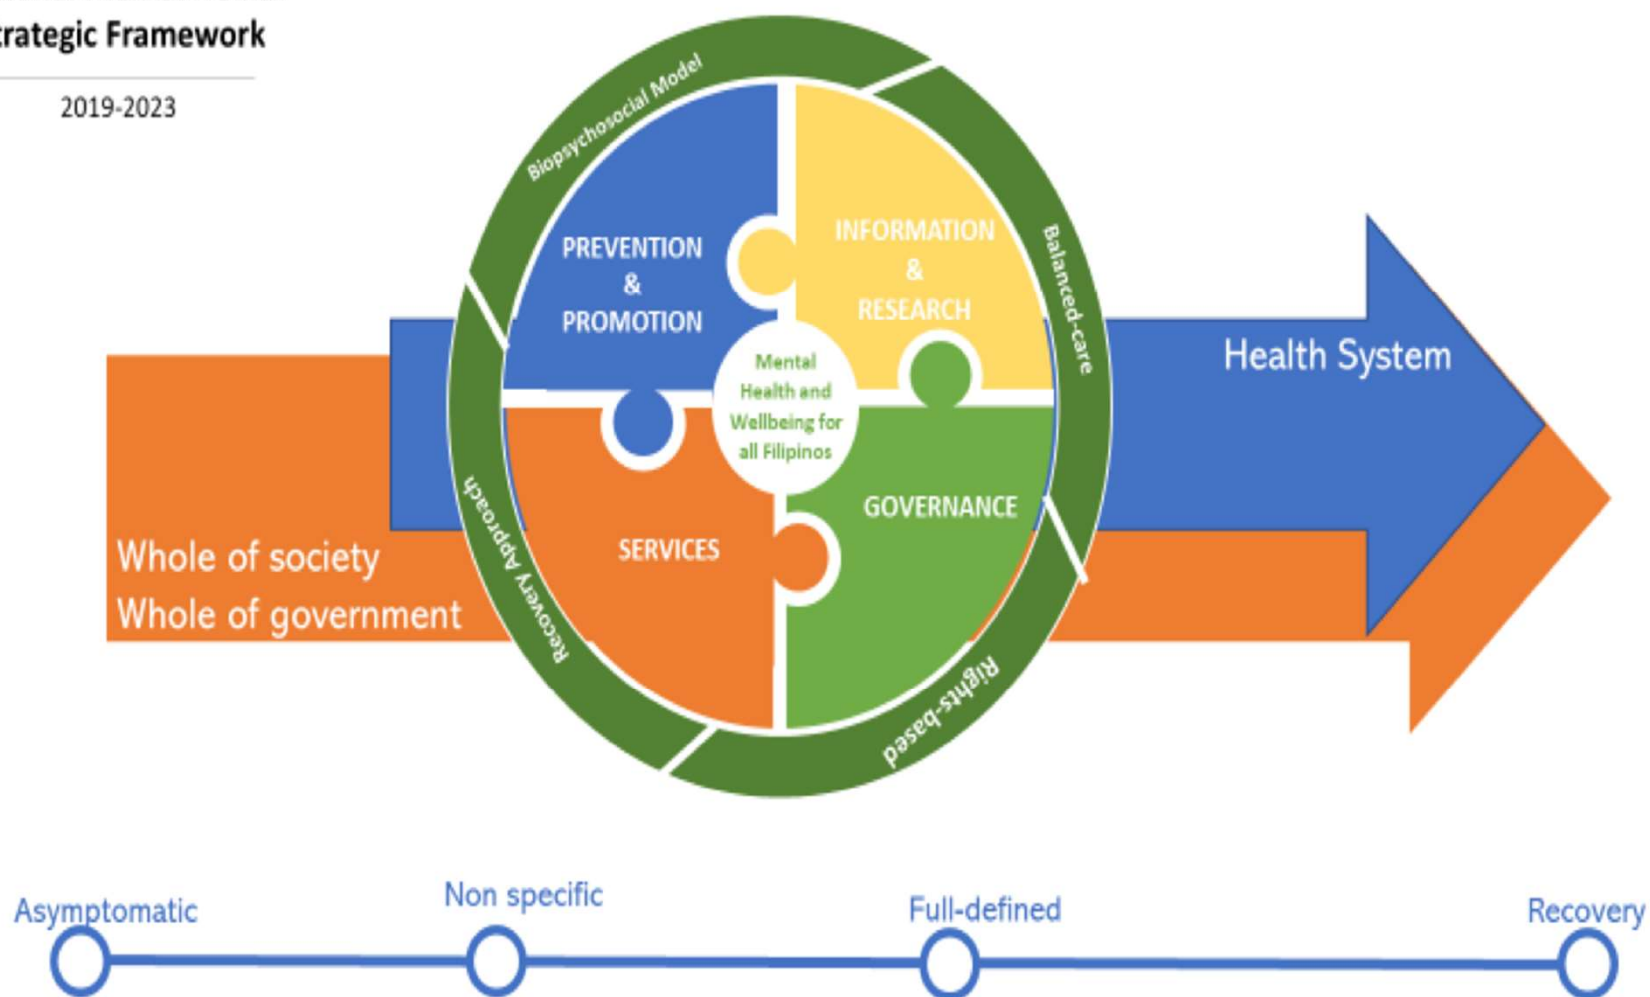 Strategic Framework
2019-2023
Biopsychosocial Model
Balanced-care
Rights-based
Recovery Approach
PREVENTION
&
PROMOTION
INFORMATION
&
RESEARCH
Mental
Health and
Wellbeing for
all Filipinos
SERVICES
GOVERNANCE
Health System
Whole of society
Whole of government
Asymptomatic
Non specific
Full-defined
Recovery